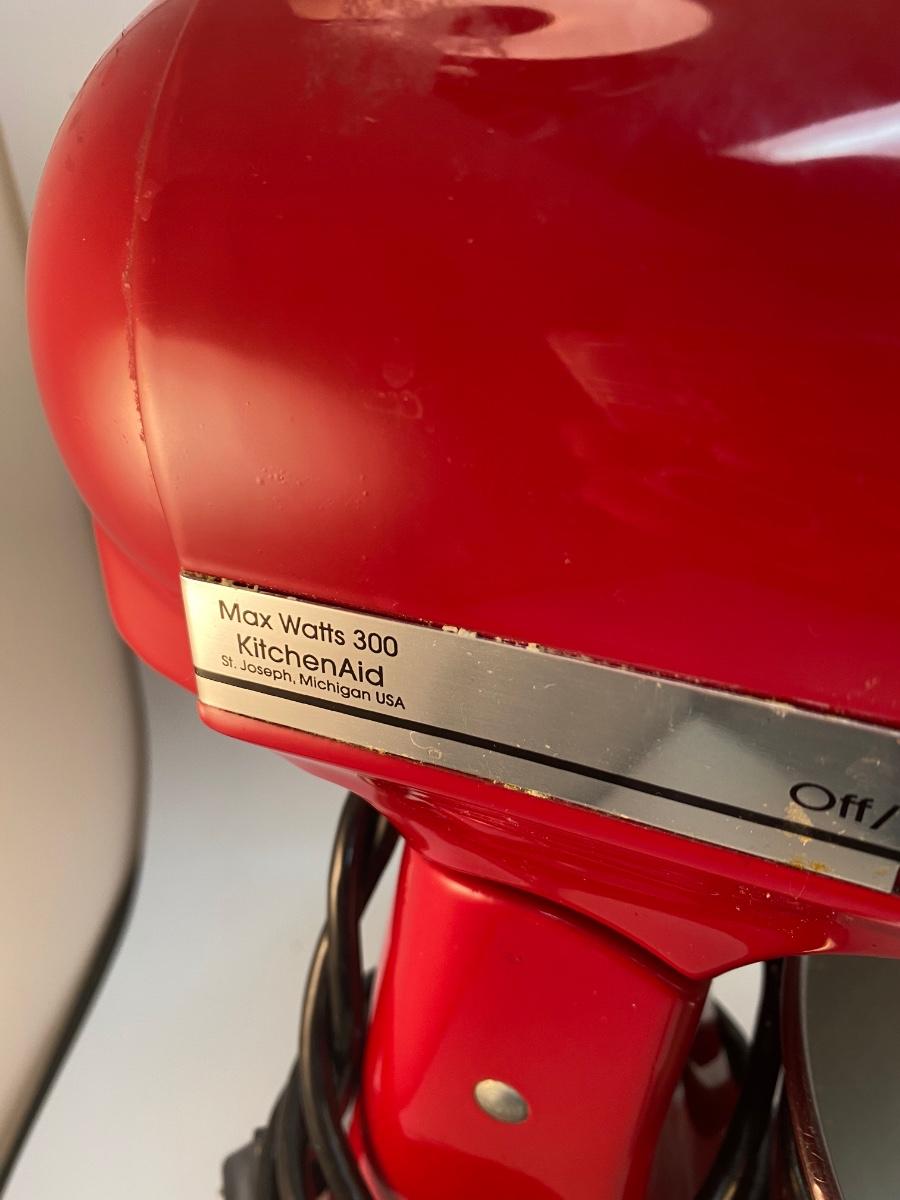 Max Watts 300
KitchenAid
St. Joseph, Michigan USA
Off/